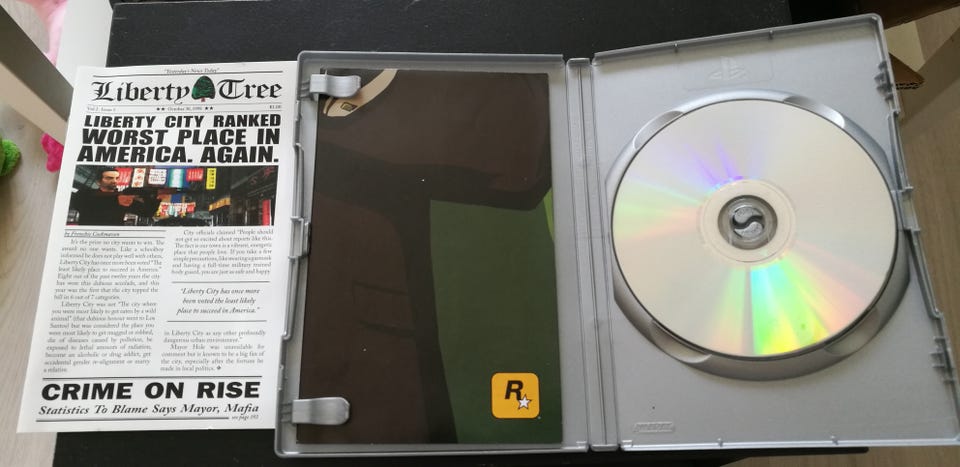 "Yesterday's News Today"
Liberty Tree
Vol 2, Issue 1 ★★ October 30, 1998 ★★ $1.00
LIBERTY CITY RANKED
WORST PLACE IN
AMERICA. AGAIN.
by Freechie Cockmarsen
It's the prize no city wants to win. The
award no one wants. Like a schoolboy
informed he does not play well with others,
Liberty City has once more been voted "The
least likely place to succeed in America."
Eight out of the past twelve years the city
has won this dubious accolade, and this
year was the first that the city topped the
bill in 6 out of 7 categories.
Liberty City was not "The city where
you were most likely to get eaten by a wild
animal" (that dubious honour went to Los
Santos) but was considered the place you
were most likely to get mugged or robbed,
die of diseases caused by pollution, be
exposed to lethal amounts of radiation,
become an alcoholic or drug addict, get
accidental gender re-alignment or marry
a relative.
City officials claimed "People should
not get so excited about reports like this.
The fact is our town is a vibrant, energetic
place that people love. If you take a few
simple precautions, like wearing a gasmask
and having a full-time military trained
body guard, you are just as safe and happy
"Liberty City has once more
been voted the least likely
place to succeed in America."
in Liberty City as any other profoundly
dangerous urban environment."
Mayor Hole was unavailable for
comment but is known to be a big fan of
the city, especially after the fortune he
made in local politics.
CRIME ON RISE
Statistics To Blame Says Mayor, Mafia
R